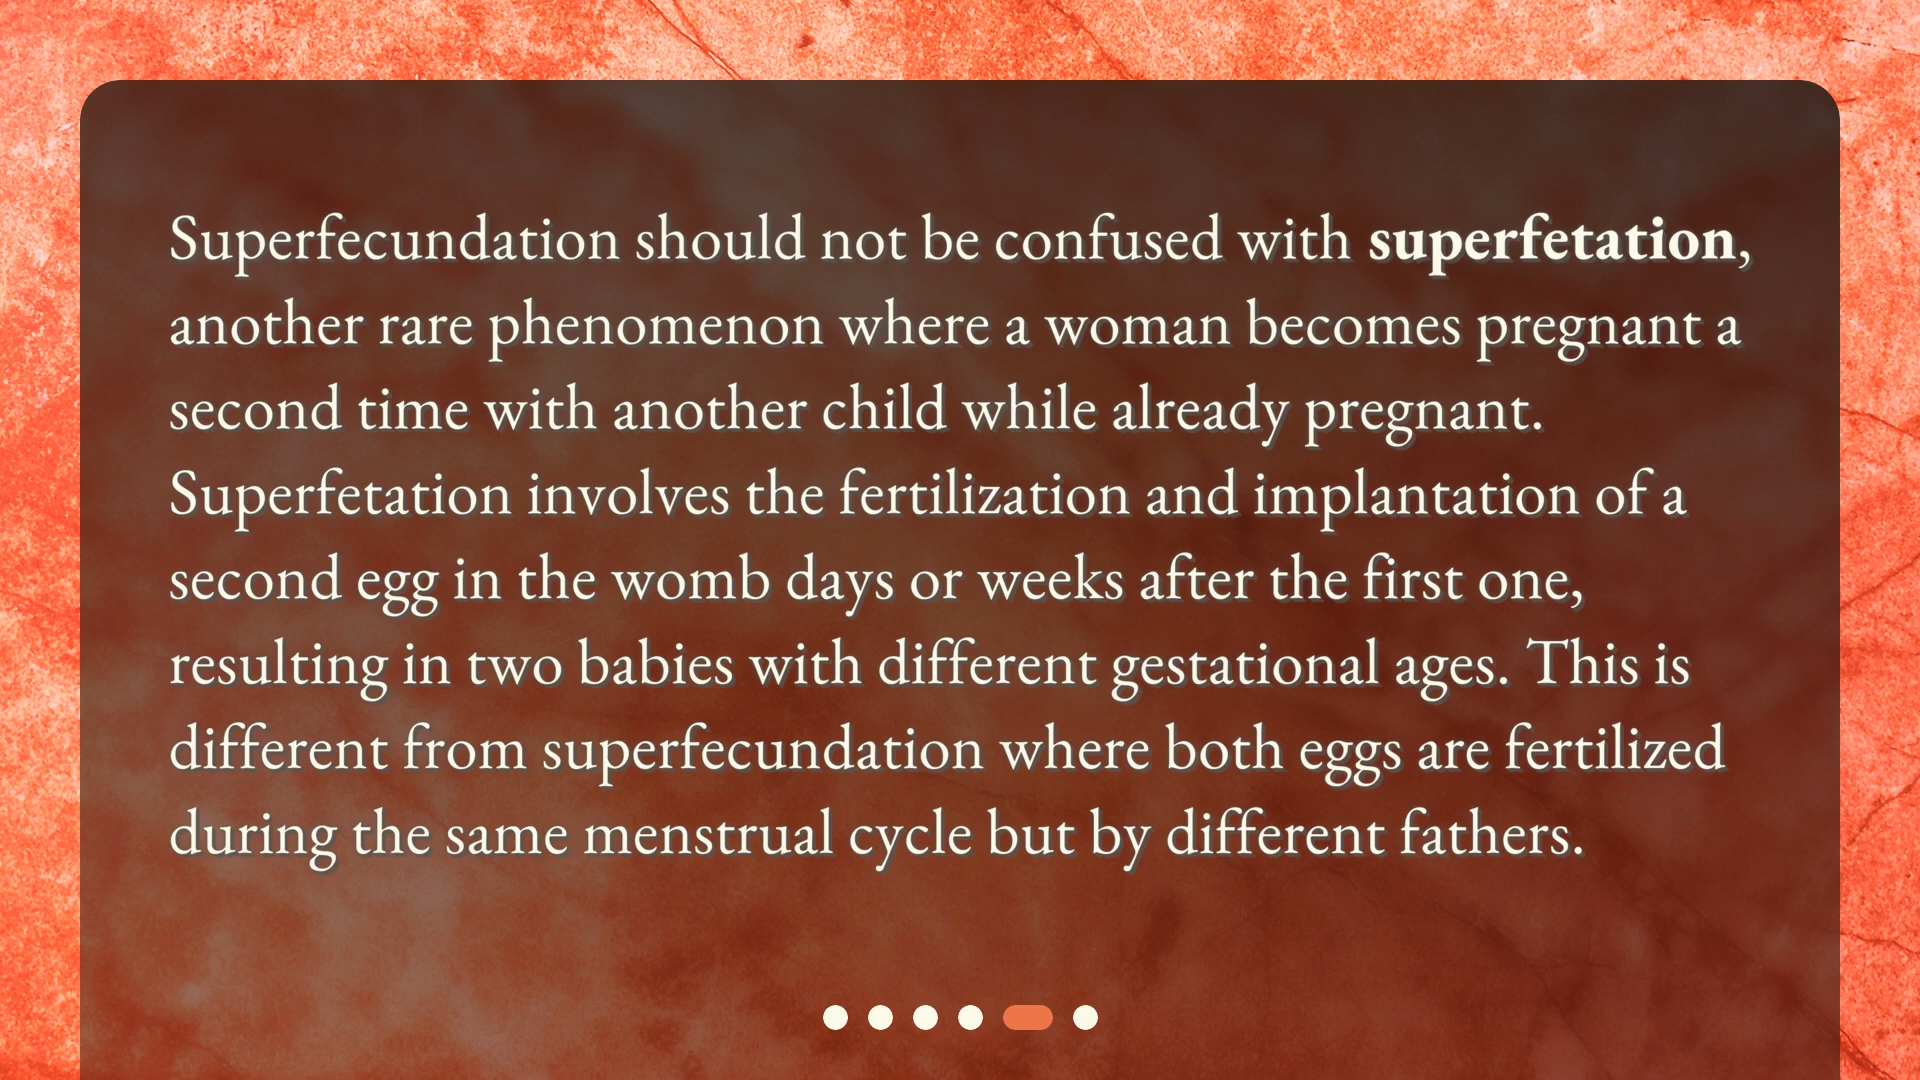 Superfecundation should not be confused with superfetation,
another rare phenomenon where a woman becomes pregnant a
second time with another child while already pregnant.
Superfetation involves the fertilization and implantation of a
second egg in the womb days or weeks after the first one,
resulting in two babies with different gestational ages. This is
different from superfecundation where both eggs are fertilized
during the same menstrual cycle but by different fathers.